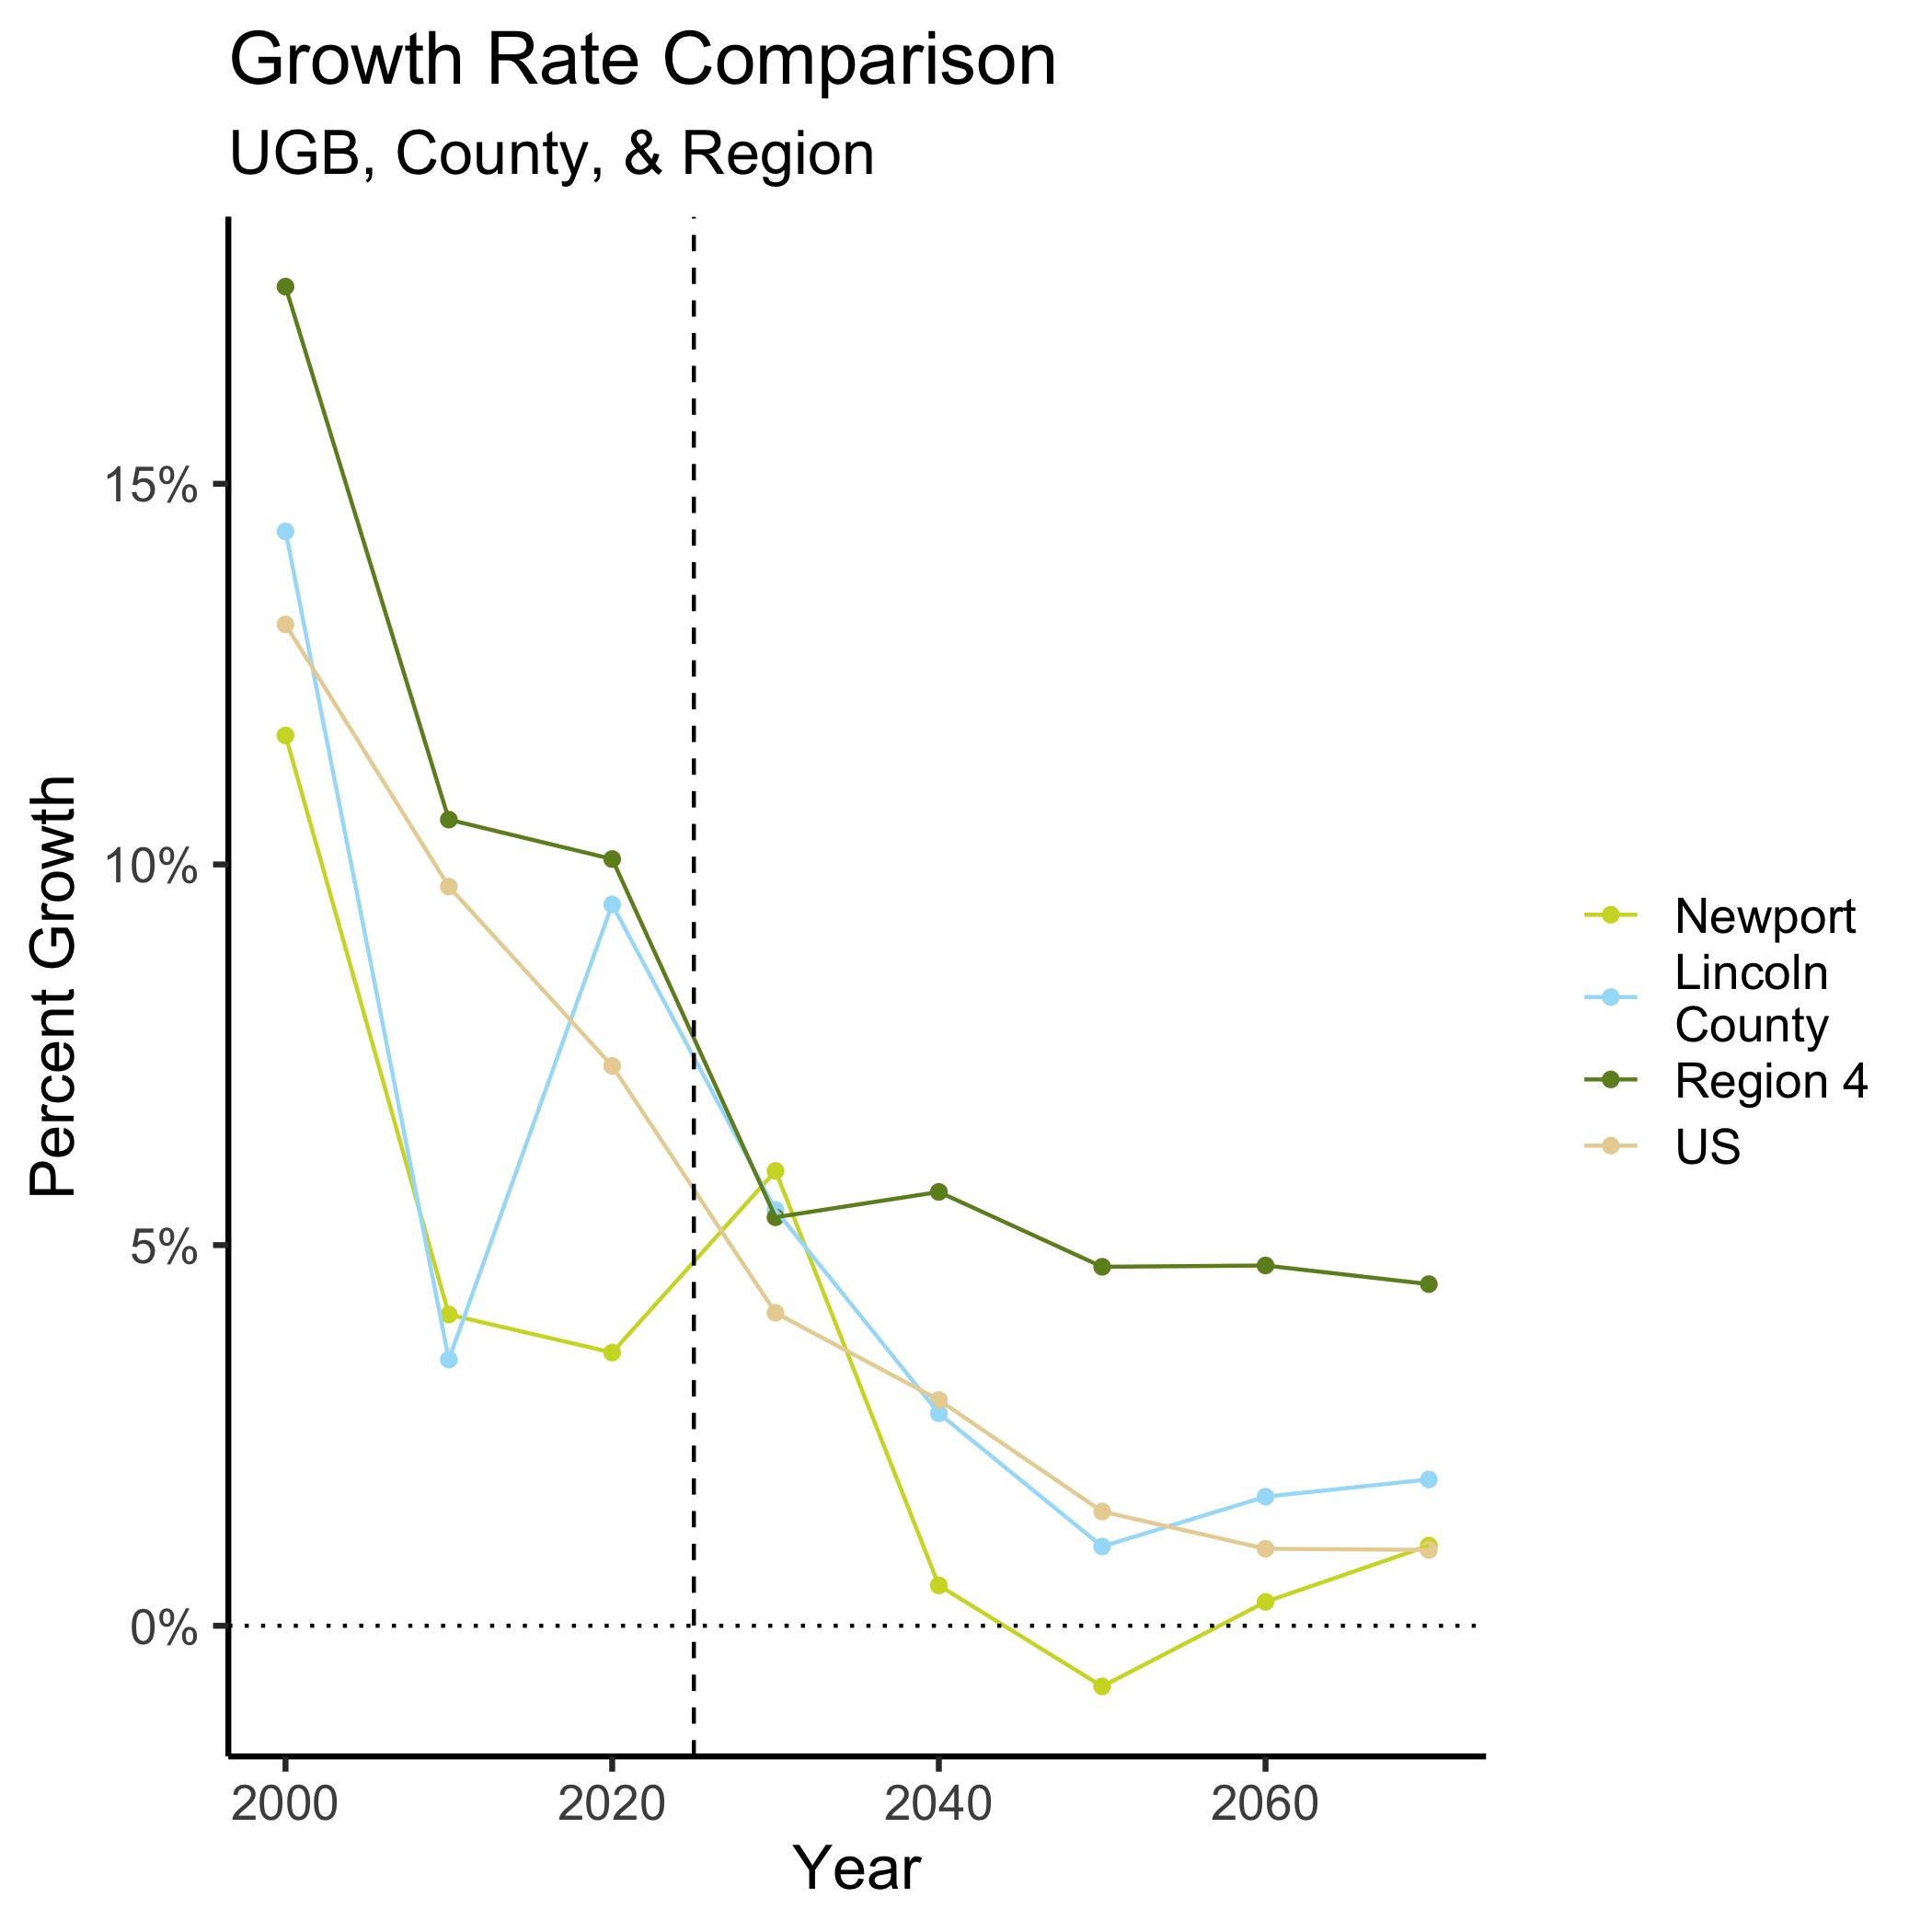 Growth Rate Comparison
UGB, County, & Region
Percent Growth
15%
10%
5%
0%
2000
2020
2040
2060
Year
Newport
Lincoln
County
Region 4
US